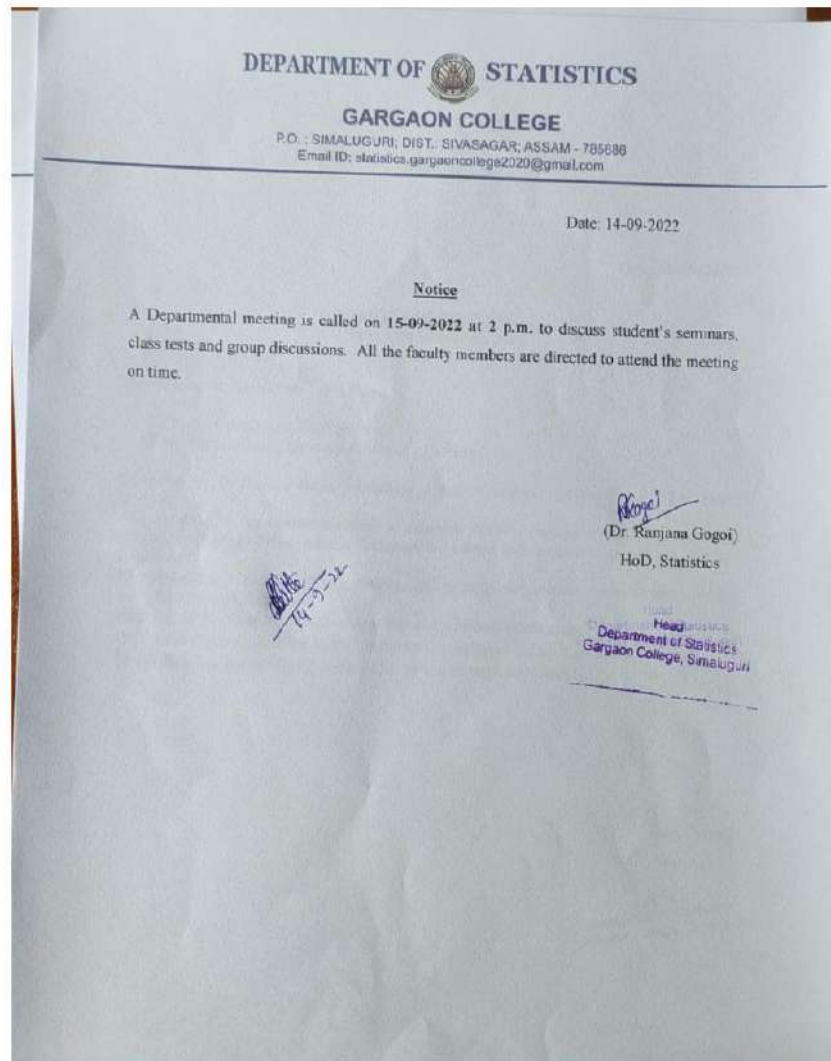 DEPARTMENT OF STATISTICS
GARGAON COLLEGE
P.O. : SIMALUGURI; DIST.: SIVASAGAR; ASSAM - 785686
Email ID: statistics.gargaoncollege2020@gmail.com
Date: 14-09-2022
Notice
A Departmental meeting is called on 15-09-2022 at 2 p.m. to discuss student's seminars,
class tests and group discussions. All the faculty members are directed to attend the meeting
on time.
(Dr. Ranjana Gogoi)
HoD, Statistics
14-9-22
Head
Department of Statistics
Gargaon College, Simaluguri